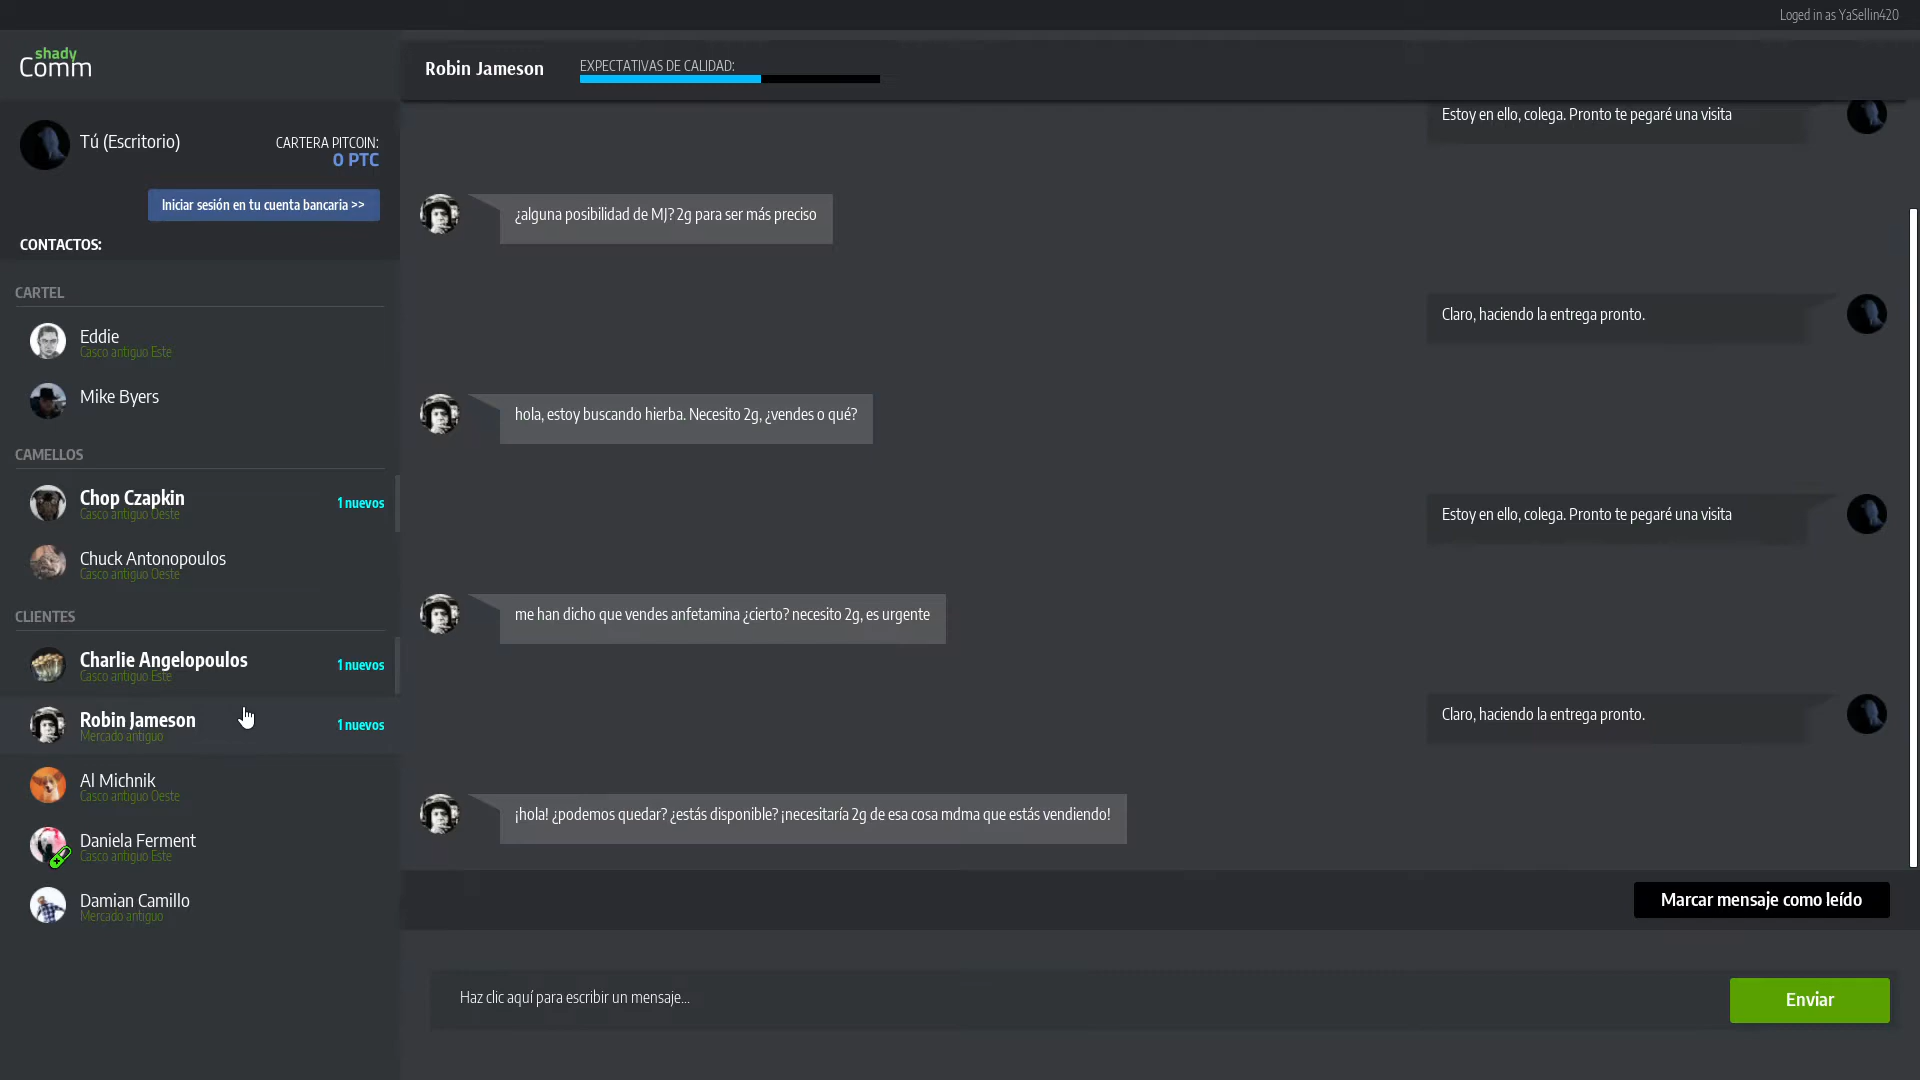 Loged in as YaSellin420
shady
Comm
Tú (Escritorio)
CARTERA PITCOIN:
0 PTC
Iniciar sesión en tu cuenta bancaria >>
CONTACTOS:
CARTEL
Eddie
Casco antiguo Este
Mike Byers
CAMELLOS
Chop Czapkin
Casco antiguo Oeste
1 nuevos
Chuck Antonopoulos
Casco antiguo Oeste
CLIENTES
Charlie Angelopoulos
Casco antiguo Este
1 nuevos
Robin Jameson
Mercado antiguo
1 nuevos
Al Michnik
Casco antiguo Oeste
Daniela Ferment
Casco antiguo Este
Damian Camillo
Mercado antiguo
Robin Jameson
EXPECTATIVAS DE CALIDAD:
Estoy en ello, colega. Pronto te pegaré una visita
¿alguna posibilidad de MJ? 2g para ser más preciso
Claro, haciendo la entrega pronto.
hola, estoy buscando hierba. Necesito 2g, ¿vendes o qué?
Estoy en ello, colega. Pronto te pegaré una visita
me han dicho que vendes anfetamina ¿cierto? necesito 2g, es urgente
Claro, haciendo la entrega pronto.
¡hola! ¿podemos quedar? ¿estás disponible? ¡necesitaría 2g de esa cosa mdma que estás vendiendo!
Marcar mensaje como leído
Haz clic aquí para escribir un mensaje...
Enviar